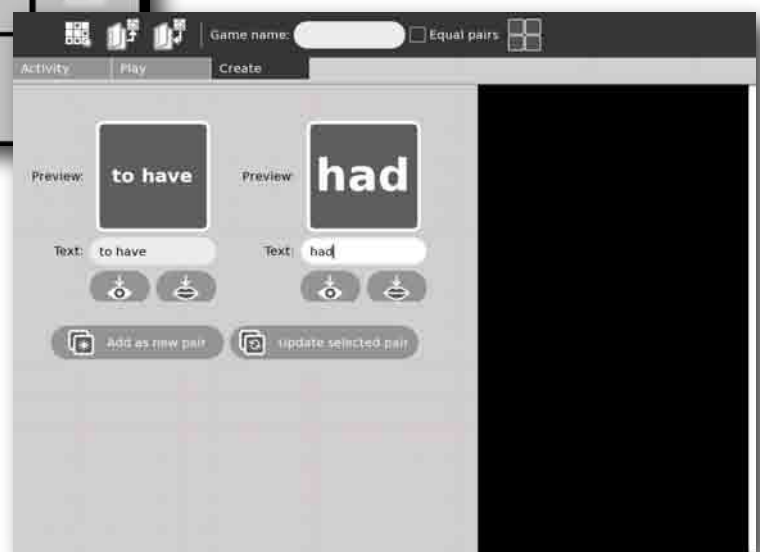 Game name: Equal pairs
Activity Play Create
Preview: to have Preview: had
Text: to have Text: had
Add as new pair Update selected pair